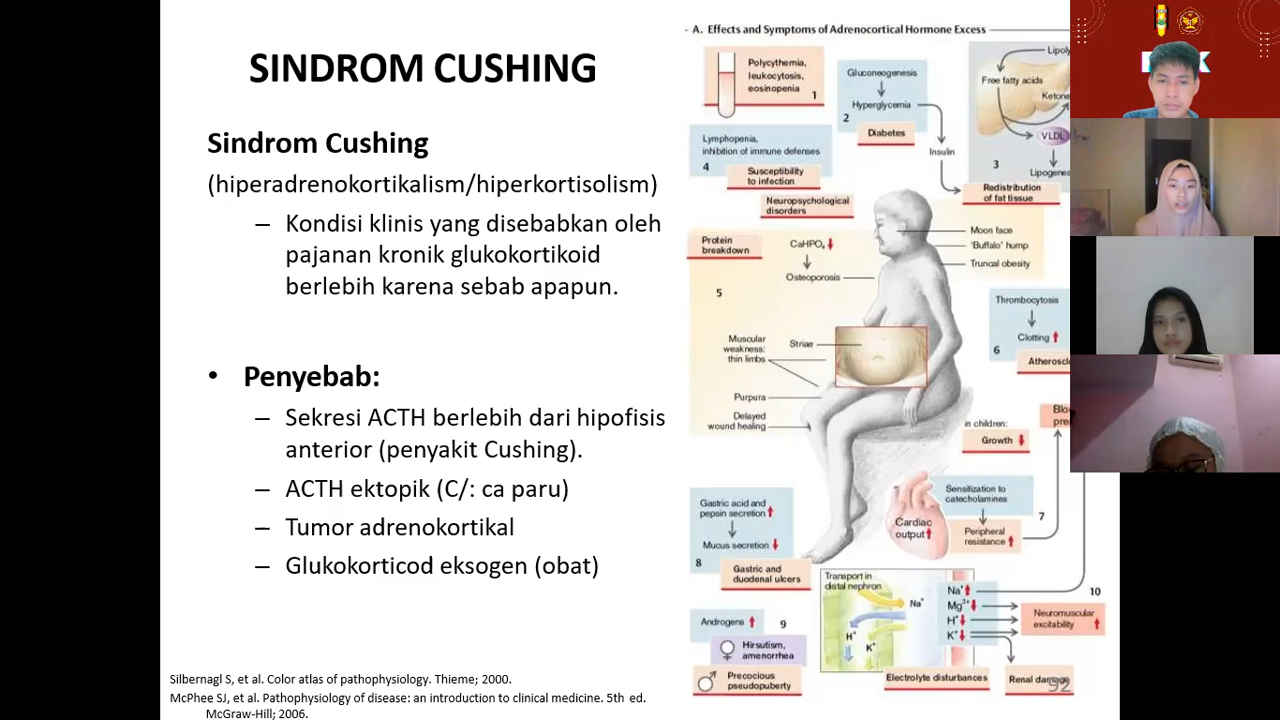 SINDROM CUSHING
Sindrom Cushing
(hiperadrenokortikalism/hiperkortisolism)
– Kondisi klinis yang disebabkan oleh
pajanan kronik glukokortikoid
berlebih karena sebab apapun.
• Penyebab:
– Sekresi ACTH berlebih dari hipofisis
anterior (penyakit Cushing).
– ACTH ektopik (C/: ca paru)
– Tumor adrenokortikal
– Glukokorticod eksogen (obat)
Silbernagl S, et al. Color atlas of pathophysiology. Thieme; 2000.
McPhee SJ, et al. Pathophysiology of disease: an introduction to clinical medicine. 5th ed.
McGraw-Hill; 2006.
A. Effects and Symptoms of Adrenocortical Hormone Excess
Polycythemia,
leukocytosis,
eosinopenia
1
Gluconeogenesis
Hyperglycemia
2
Diabetes
Insulin
Free fatty acids
VLDL
3
Redistribution
of fat tissue
Lymphopenia,
inhibition of immune defenses
4
Susceptibility
to infection
Neuropsychological
disorders
Protein
breakdown
CaHPO₄ ↓
Osteoporosis
5
Moon face
'Buffalo' hump
Truncal obesity
Muscular
weakness:
thin limbs
Striae
Purpura
Delayed
wound healing
Thrombocytosis
Clotting ↑
6
in children:
Growth ↓
Sensitization to
catecholamines
Cardiac
output ↑
Peripheral
resistance ↑
7
Gastric acid and
pepsin secretion ↑
Mucus secretion ↓
8
Gastric and
duodenal ulcers
Androgens ↑
9
Hirsutism,
amenorrhea
Precocious
pseudopuberty
Transport in
distal nephron
Na⁺
H⁺
K⁺
Na⁺ ↑
Mg²⁺ ↓
H⁺ ↓
K⁺ ↓
10
Neuromuscular
excitability ↑
Electrolyte disturbances
Renal damage
92